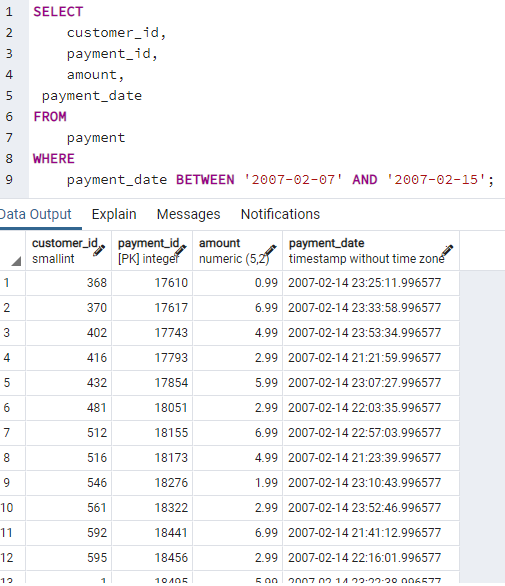 1 SELECT
2 customer_id,
3 payment_id,
4 amount,
5 payment_date
6 FROM
7 payment
8 WHERE
9 payment_date BETWEEN '2007-02-07' AND '2007-02-15';
Data Output Explain Messages Notifications
customer_id payment_id amount payment_date
smallint [PK] integer numeric (5,2) timestamp without time zone
1 368 17610 0.99 2007-02-14 23:25:11.996577
2 370 17617 6.99 2007-02-14 23:33:58.996577
3 402 17743 4.99 2007-02-14 23:53:34.996577
4 416 17793 2.99 2007-02-14 21:21:59.996577
5 432 17854 5.99 2007-02-14 23:07:27.996577
6 481 18051 2.99 2007-02-14 22:03:35.996577
7 512 18155 6.99 2007-02-14 22:57:03.996577
8 516 18173 4.99 2007-02-14 21:23:39.996577
9 546 18276 1.99 2007-02-14 23:10:43.996577
10 561 18322 2.99 2007-02-14 23:52:46.996577
11 592 18441 6.99 2007-02-14 21:41:12.996577
12 595 18456 2.99 2007-02-14 22:16:01.996577
13 1 18495 5.99 2007-02-14 23:22:38.996577